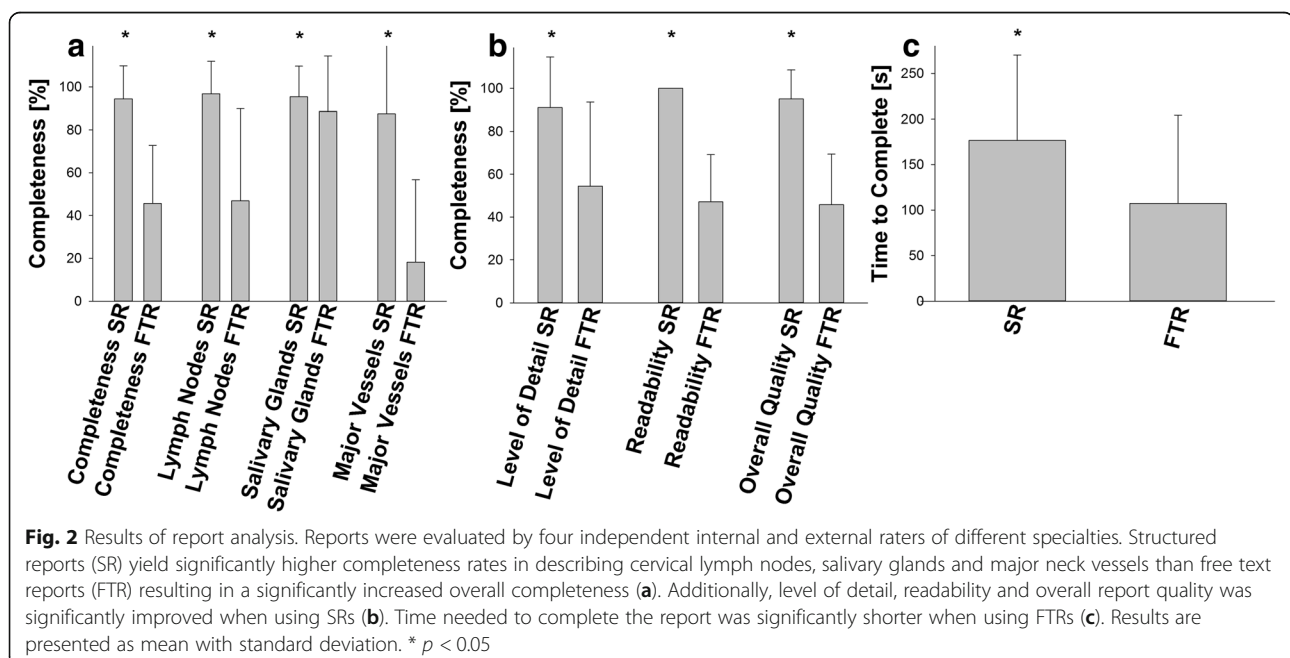 a
* * * *
Completeness [%]
100
80
60
40
20
0
Completeness SR
Completeness FTR
Lymph Nodes SR
Lymph Nodes FTR
Salivary Glands SR
Salivary Glands FTR
Major Vessels SR
Major Vessels FTR
b
* * *
Completeness [%]
100
80
60
40
20
0
Level of Detail SR
Level of Detail FTR
Readability SR
Readability FTR
Overall Quality SR
Overall Quality FTR
c
*
Time to Complete [s]
250
200
150
100
50
0
SR
FTR
Fig. 2 Results of report analysis. Reports were evaluated by four independent internal and external raters of different specialties. Structured
reports (SR) yield significantly higher completeness rates in describing cervical lymph nodes, salivary glands and major neck vessels than free text
reports (FTR) resulting in a significantly increased overall completeness (a). Additionally, level of detail, readability and overall report quality was
significantly improved when using SRs (b). Time needed to complete the report was significantly shorter when using FTRs (c). Results are
presented as mean with standard deviation. * p < 0.05